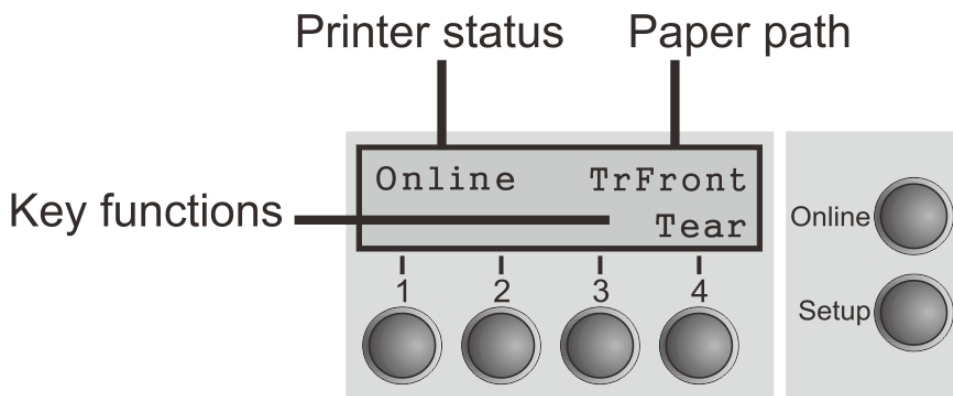 Printer status Paper path
Online TrFront
Key functions
Tear
Online
1 2 3 4
Setup